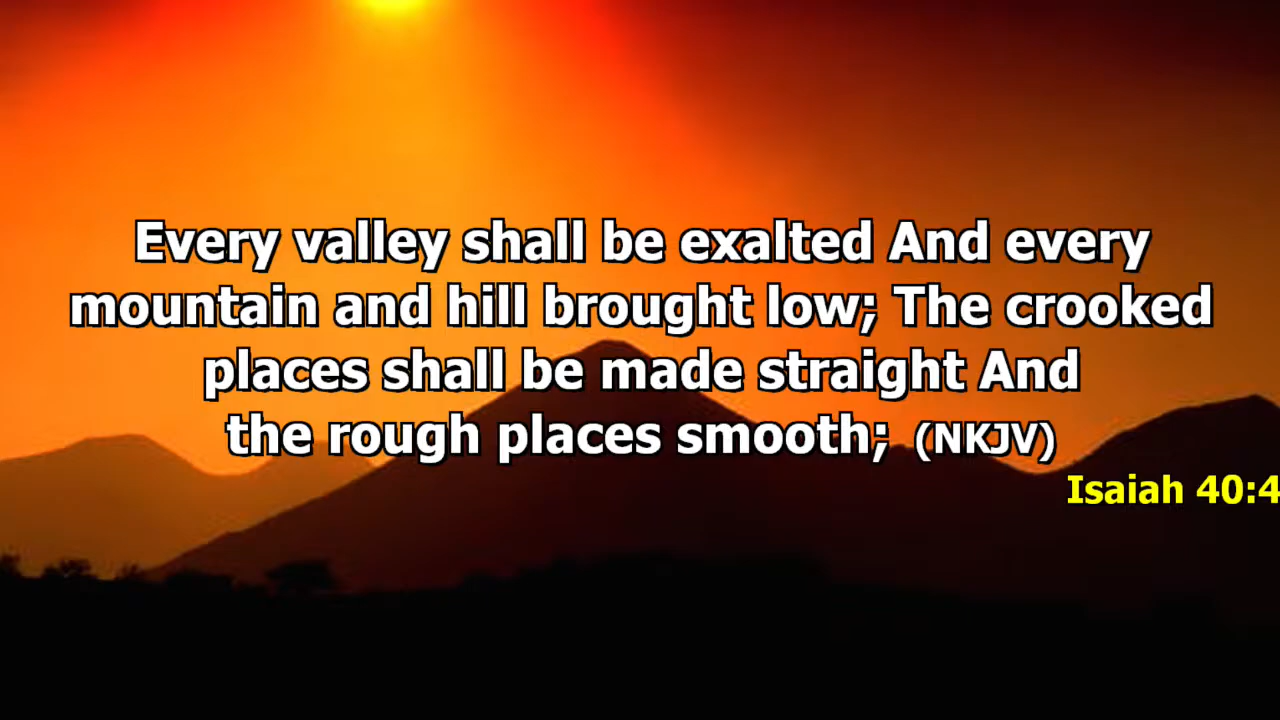 Every valley shall be exalted And every
mountain and hill brought low; The crooked
places shall be made straight And
the rough places smooth; (NKJV)
Isaiah 40:4